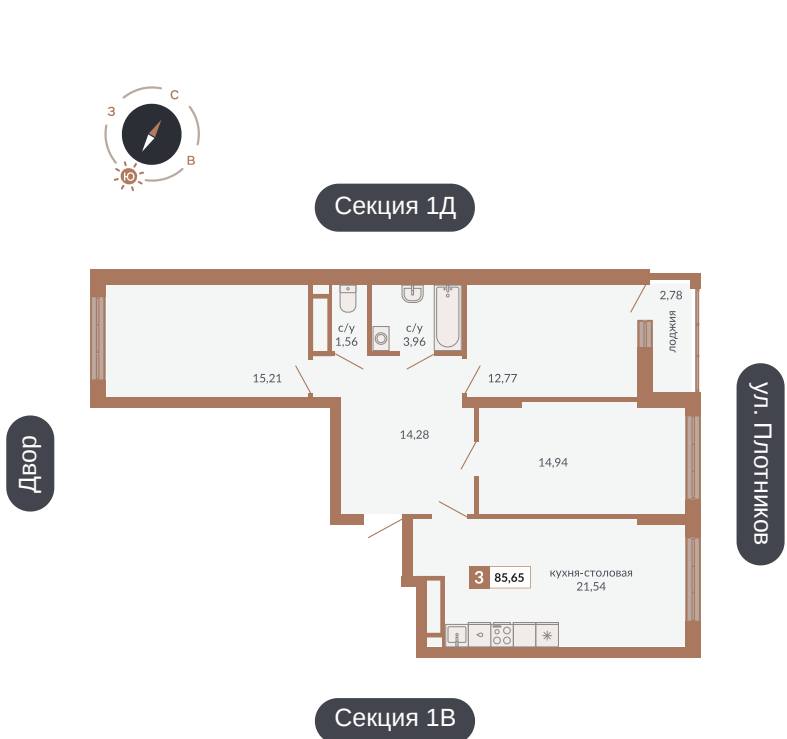 С
З
В
Ю
Секция 1Д
2,78
лоджия
с/у
1,56
с/у
3,96
15,21
12,77
14,28
14,94
Двор
ул. Плотников
3
85,65
кухня-столовая
21,54
Секция 1В